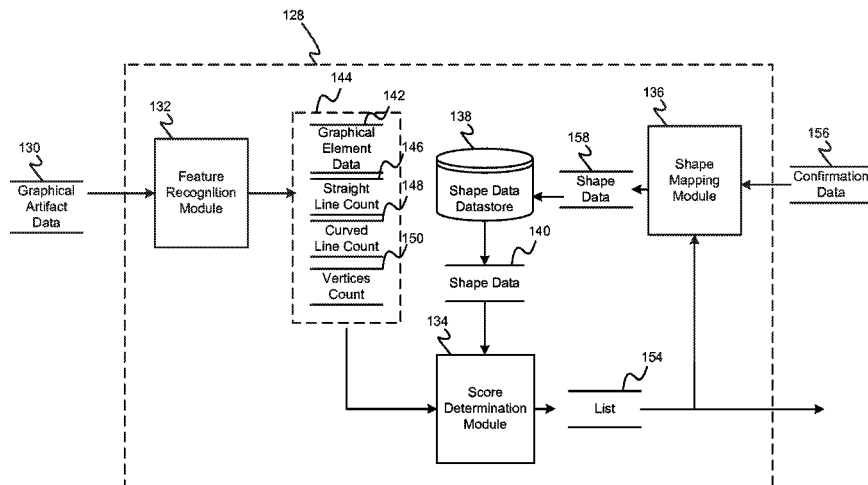 128
144
142
Graphical
Element
Data
146
Straight
Line Count
148
Curved
Line Count
150
Vertices
Count
132
Feature
Recognition
Module
130
Graphical
Artifact
Data
138
Shape Data
Datastore
158
Shape
Data
136
Shape
Mapping
Module
156
Confirmation
Data
140
Shape Data
134
Score
Determination
Module
154
List